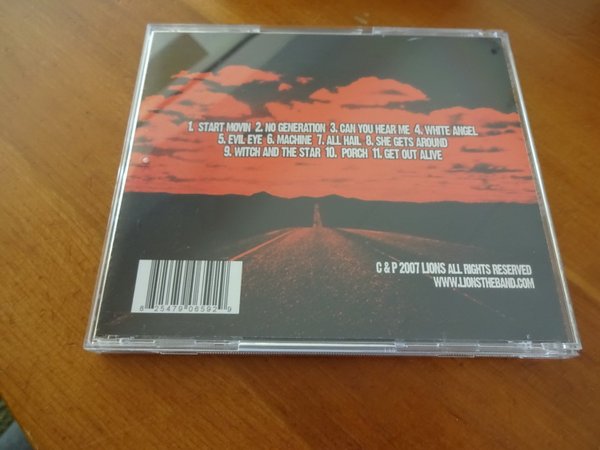 1. START MOVIN 2. NO GENERATION 3. CAN YOU HEAR ME 4. WHITE ANGEL
5. EVIL EYE 6. MACHINE 7. ALL HAIL 8. SHE GETS AROUND
9. WITCH AND THE STAR 10. PORCH 11. GET OUT ALIVE
C & P 2007 LIONS ALL RIGHTS RESERVED
WWW.LIONSTHEBAND.COM
8 25479 06592 9